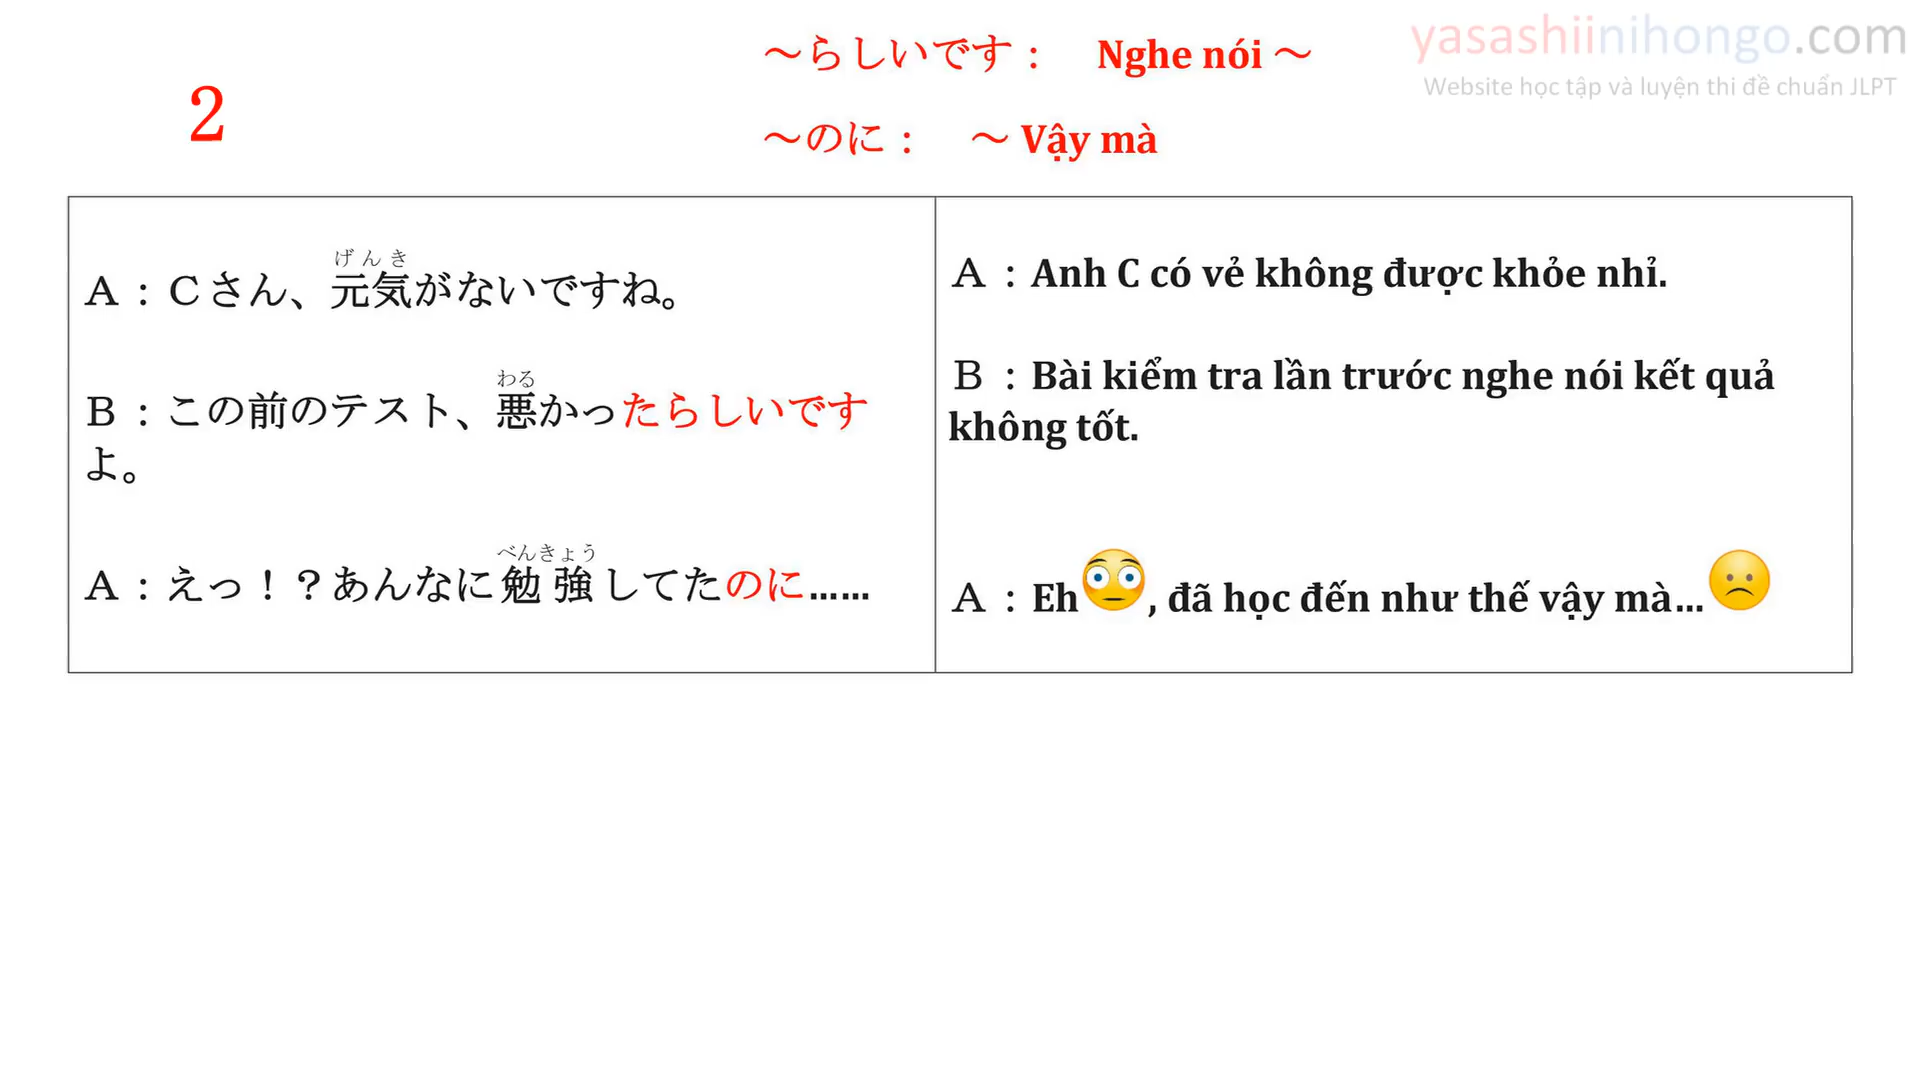 yasashiinihongo.com
Website học tập và luyện thi đề chuẩn JLPT
2
～らしいです： Nghe nói ～
～のに： ～ Vậy mà
げんき
A：Cさん、元気がないですね。
わる
B：この前のテスト、悪かったらしいです
よ。
べんきょう
A：えっ！？あんなに勉強してたのに……
A：Anh C có vẻ không được khỏe nhỉ.
B：Bài kiểm tra lần trước nghe nói kết quả
không tốt.
A：Eh😳, đã học đến như thế vậy mà...🙁